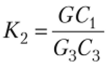 K₂ = GC₁ / G₃C₃